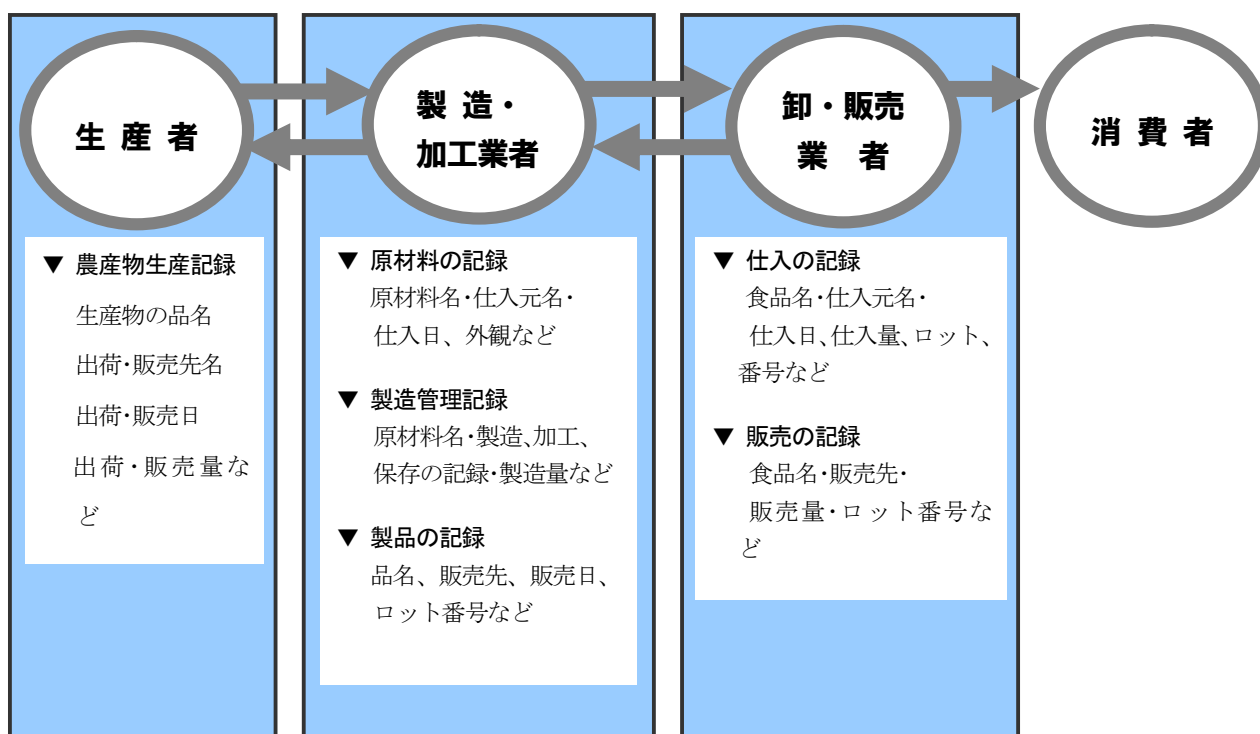 生産者
製造・
加工業者
卸・販売
業者
消費者
▼ 農産物生産記録
生産物の品名
出荷・販売先名
出荷・販売日
出荷・販売量な
ど
▼ 原材料の記録
原材料名・仕入元名・
仕入日、外観など
▼ 製造管理記録
原材料名・製造、加工、
保存の記録・製造量など
▼ 製品の記録
品名、販売先、販売日、
ロット番号など
▼ 仕入の記録
食品名・仕入元名・
仕入日、仕入量、ロット、
番号など
▼ 販売の記録
食品名・販売先・
販売量・ロット番号な
ど